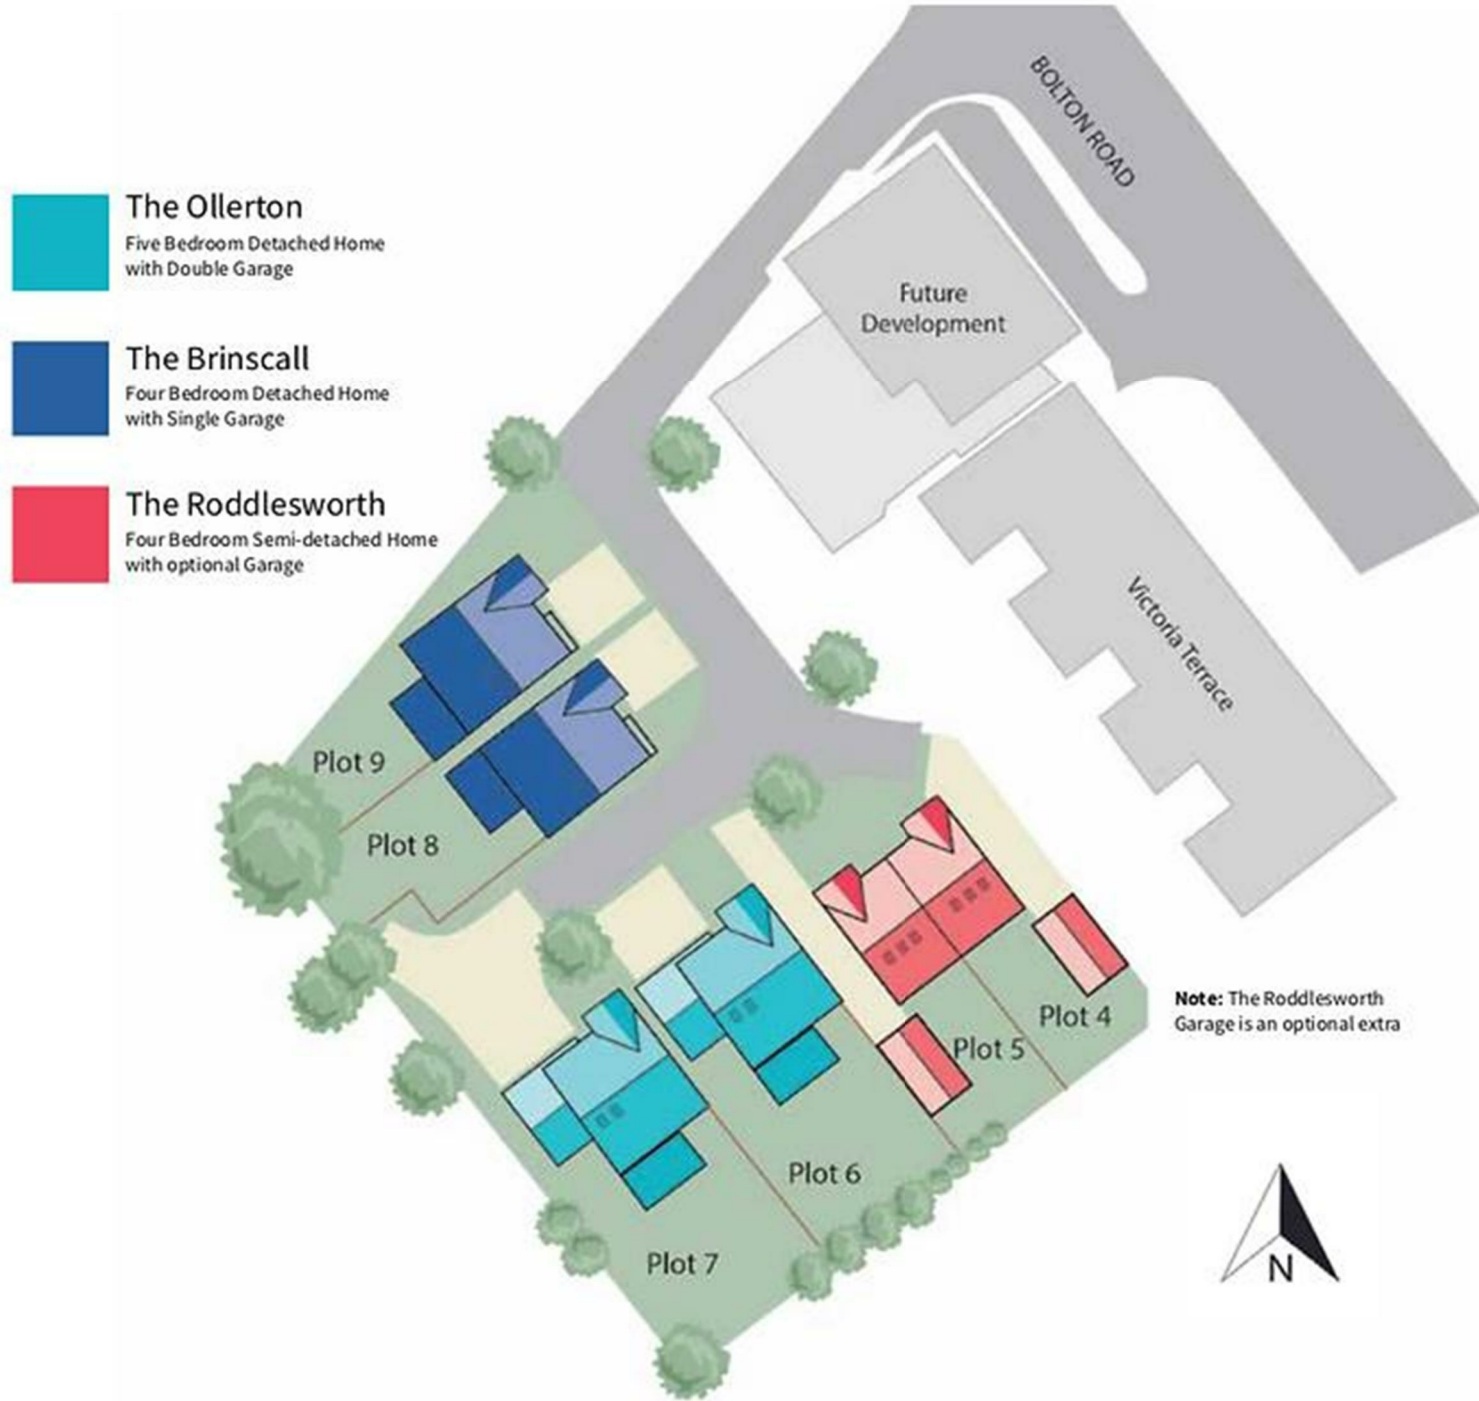 BOLTON ROAD
The Ollerton
Five Bedroom Detached Home
with Double Garage
The Brinscall
Four Bedroom Detached Home
with Single Garage
The Roddlesworth
Four Bedroom Semi-detached Home
with optional Garage
Future
Development
Victoria Terrace
Plot 9
Plot 8
Plot 4
Plot 5
Plot 6
Plot 7
Note: The Roddlesworth
Garage is an optional extra
N